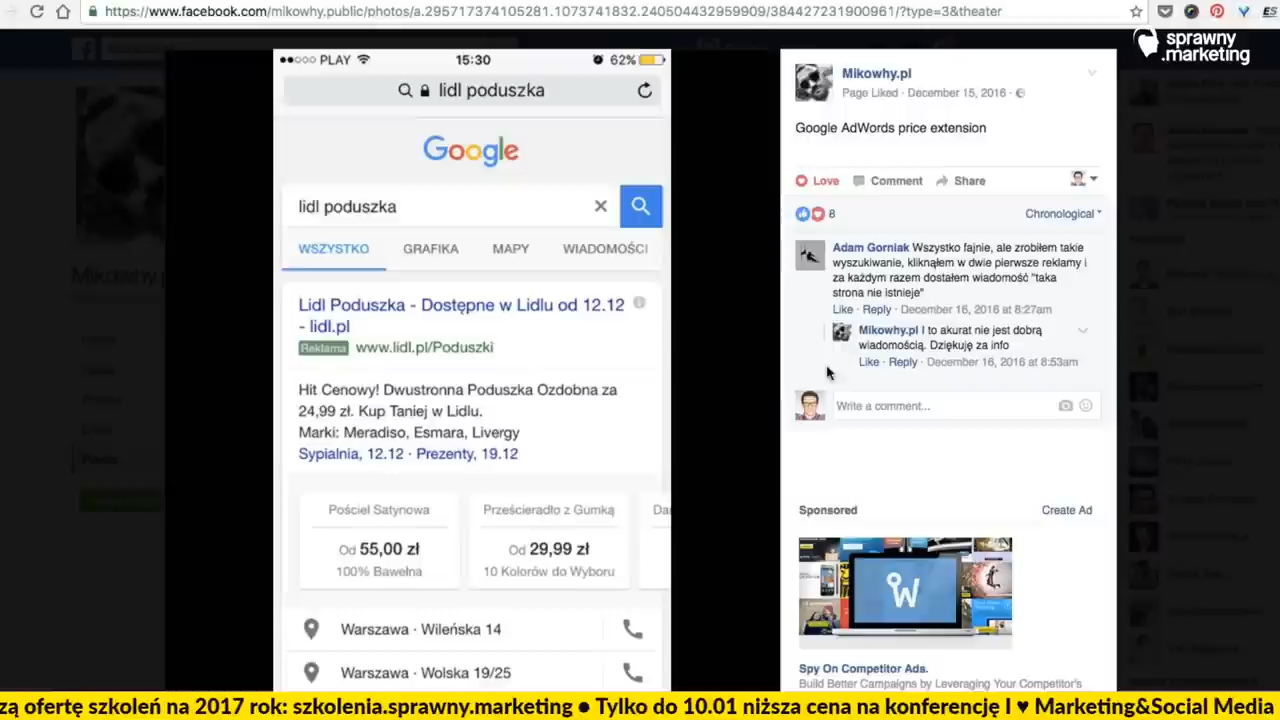 https://www.facebook.com/mikowhy.public/photos/a.295717374105281.1073741832.240504432959909/384427231900961/?type=3&theater
ES
sprawny
.marketing
PLAY 15:30 62%
lidl poduszka
Google
lidl poduszka
WSZYSTKO GRAFIKA MAPY WIADOMOŚCI
Lidl Poduszka - Dostępne w Lidlu od 12.12
- lidl.pl
Reklama www.lidl.pl/Poduszki
Hit Cenowy! Dwustronna Poduszka Ozdobna za
24,99 zł. Kup Taniej w Lidlu.
Marki: Meradiso, Esmara, Livergy
Sypialnia, 12.12 · Prezenty, 19.12
Pościel Satynowa
Od 55,00 zł
100% Bawełna
Prześcieradło z Gumką
Od 29,99 zł
10 Kolorów do Wyboru
Da
Warszawa · Wileńska 14
Warszawa · Wolska 19/25
Mikowhy.pl
Page Liked · December 15, 2016 ·
Google AdWords price extension
Love Comment Share
8 Chronological
Adam Gorniak Wszystko fajnie, ale zrobiłem takie
wyszukiwanie, kliknąłem w dwie pierwsze reklamy i
za każdym razem dostałem wiadomość "taka
strona nie istnieje"
Like · Reply · December 16, 2016 at 8:27am
Mikowhy.pl I to akurat nie jest dobrą
wiadomością. Dziękuję za info
Like · Reply · December 16, 2016 at 8:53am
Write a comment...
Sponsored Create Ad
W
Spy On Competitor Ads.
Build Better Campaigns by Leveraging Your Competitor's
zą ofertę szkoleń na 2017 rok: szkolenia.sprawny.marketing ● Tylko do 10.01 niższa cena na konferencję I ♥ Marketing&Social Media